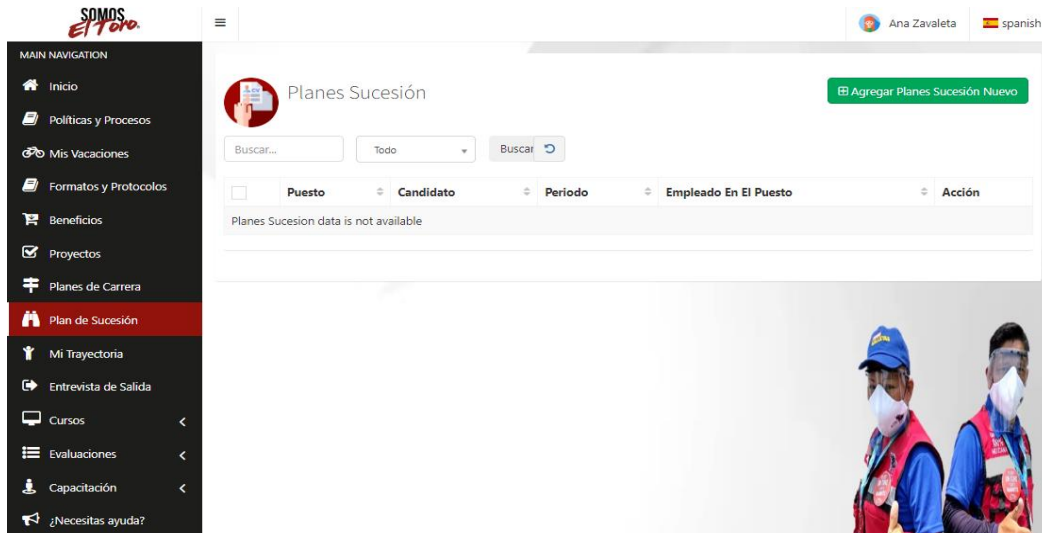 SOMOS
El Toro.
Ana Zavaleta
spanish
MAIN NAVIGATION
Inicio
Políticas y Procesos
Mis Vacaciones
Formatos y Protocolos
Beneficios
Proyectos
Planes de Carrera
Plan de Sucesión
Mi Trayectoria
Entrevista de Salida
Cursos
Evaluaciones
Capacitación
¿Necesitas ayuda?
CV
Planes Sucesión
Agregar Planes Sucesión Nuevo
Buscar...
Todo
Buscar
Puesto Candidato Periodo Empleado En El Puesto Acción
Planes Sucesion data is not available